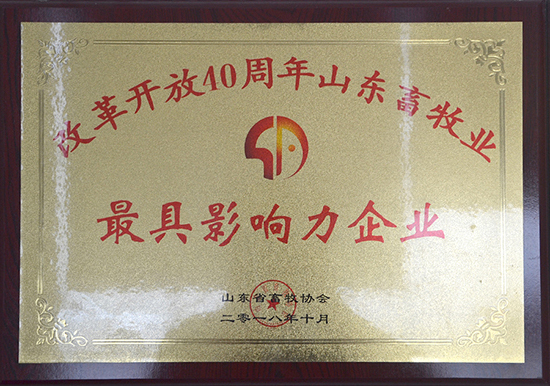 改革开放40周年山东畜牧业
最具影响力企业
山东省畜牧协会
二零一八年十月